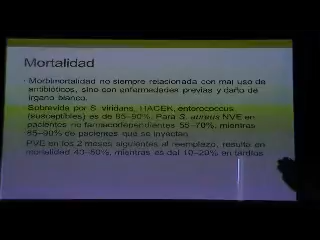 Mortalidad
· Morbimortalidad no siempre relacionada con mal uso de
antibióticos, sino con enfermedades previas y daño de
órgano blanco.
Sobrevida por S. viridans, HACEK, enterococcus
(susceptibles) es de 85-90%. Para S. aureus NVE en
pacientes no farmacodependientes 55-70%, mientras
85-90% de pacientes que se inyectan.
PVE en los 2 meses siguientes al reemplazo, resulta en
mortalidad 40-50%, mientras es del 10-20% en tardías